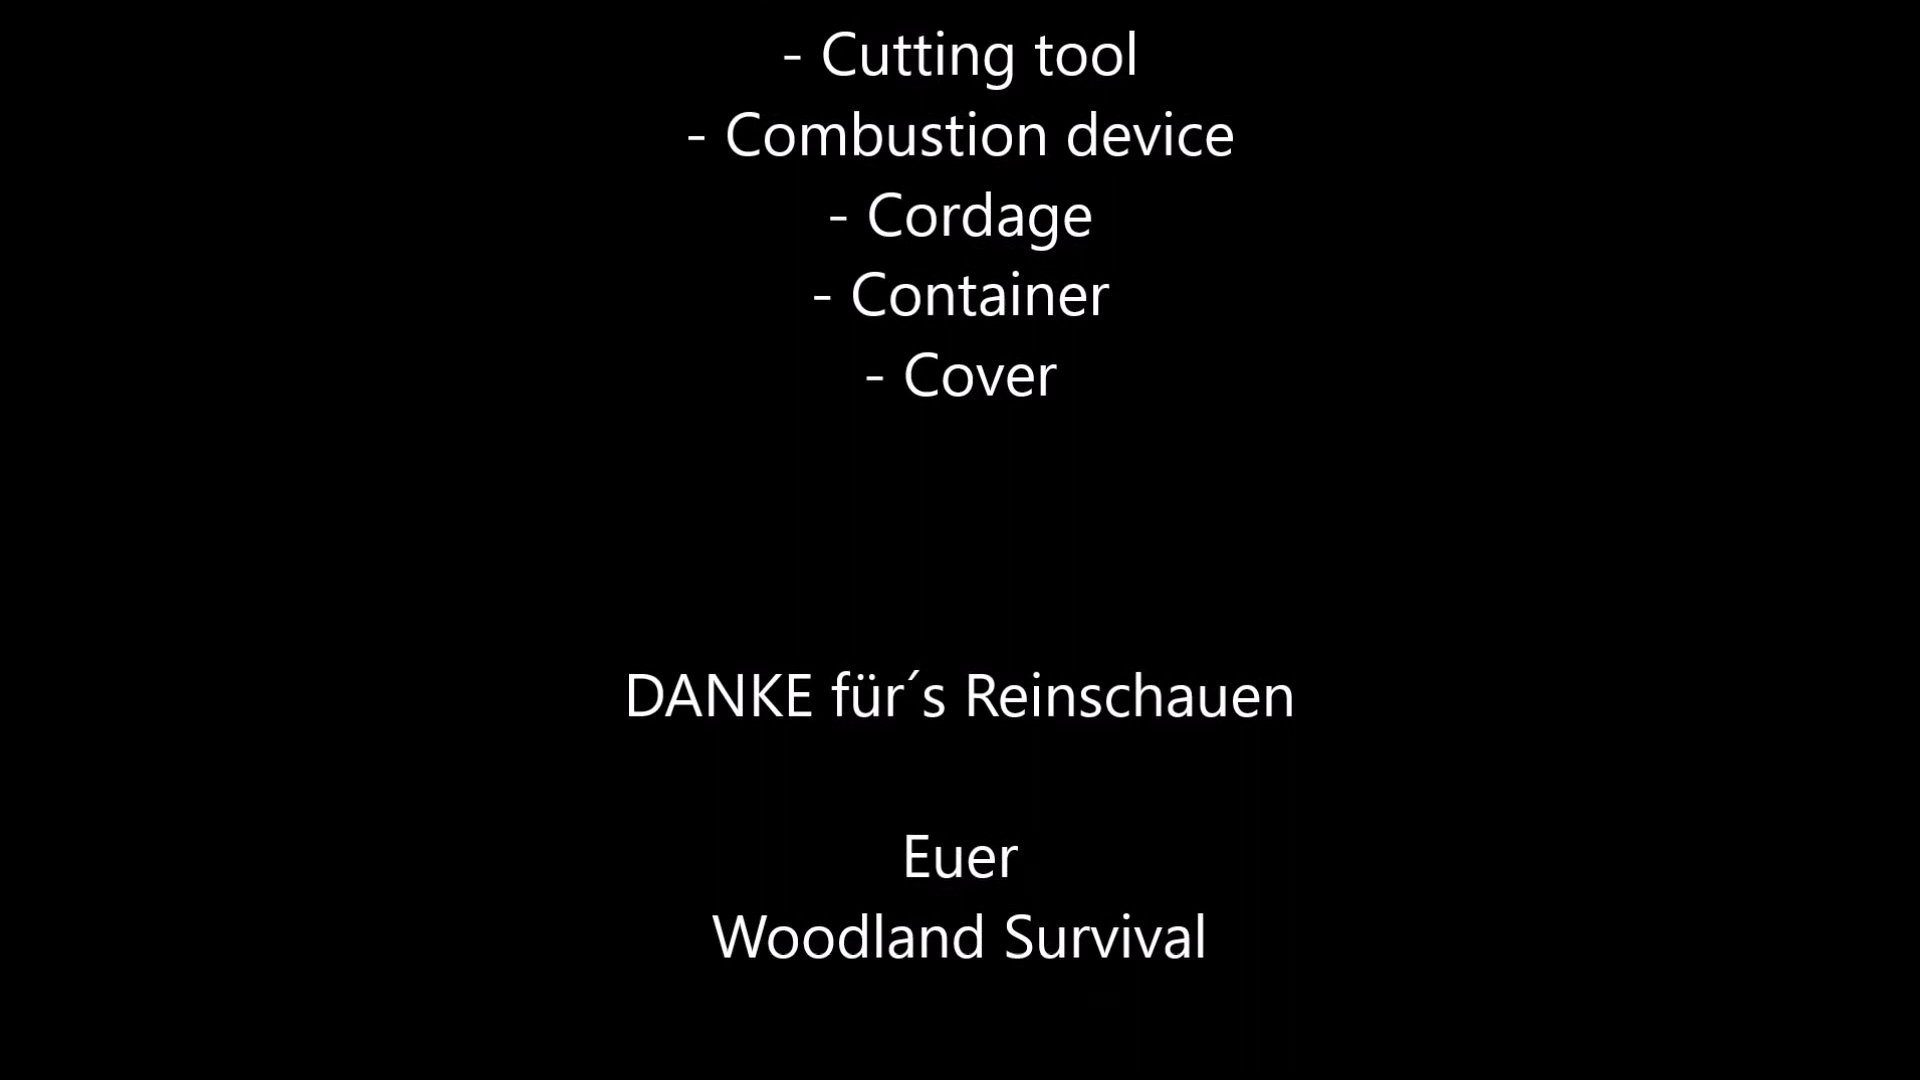 - Cutting tool
- Combustion device
- Cordage
- Container
- Cover
DANKE für´s Reinschauen
Euer
Woodland Survival